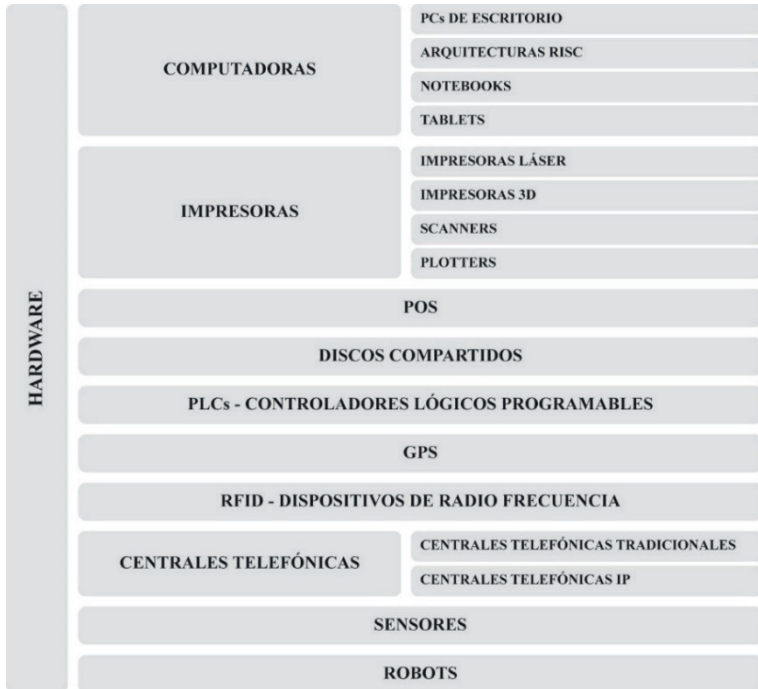 HARDWARE
COMPUTADORAS
PCs DE ESCRITORIO
ARQUITECTURAS RISC
NOTEBOOKS
TABLETS
IMPRESORAS
IMPRESORAS LÁSER
IMPRESORAS 3D
SCANNERS
PLOTTERS
POS
DISCOS COMPARTIDOS
PLCs - CONTROLADORES LÓGICOS PROGRAMABLES
GPS
RFID - DISPOSITIVOS DE RADIO FRECUENCIA
CENTRALES TELEFÓNICAS
CENTRALES TELEFÓNICAS TRADICIONALES
CENTRALES TELEFÓNICAS IP
SENSORES
ROBOTS